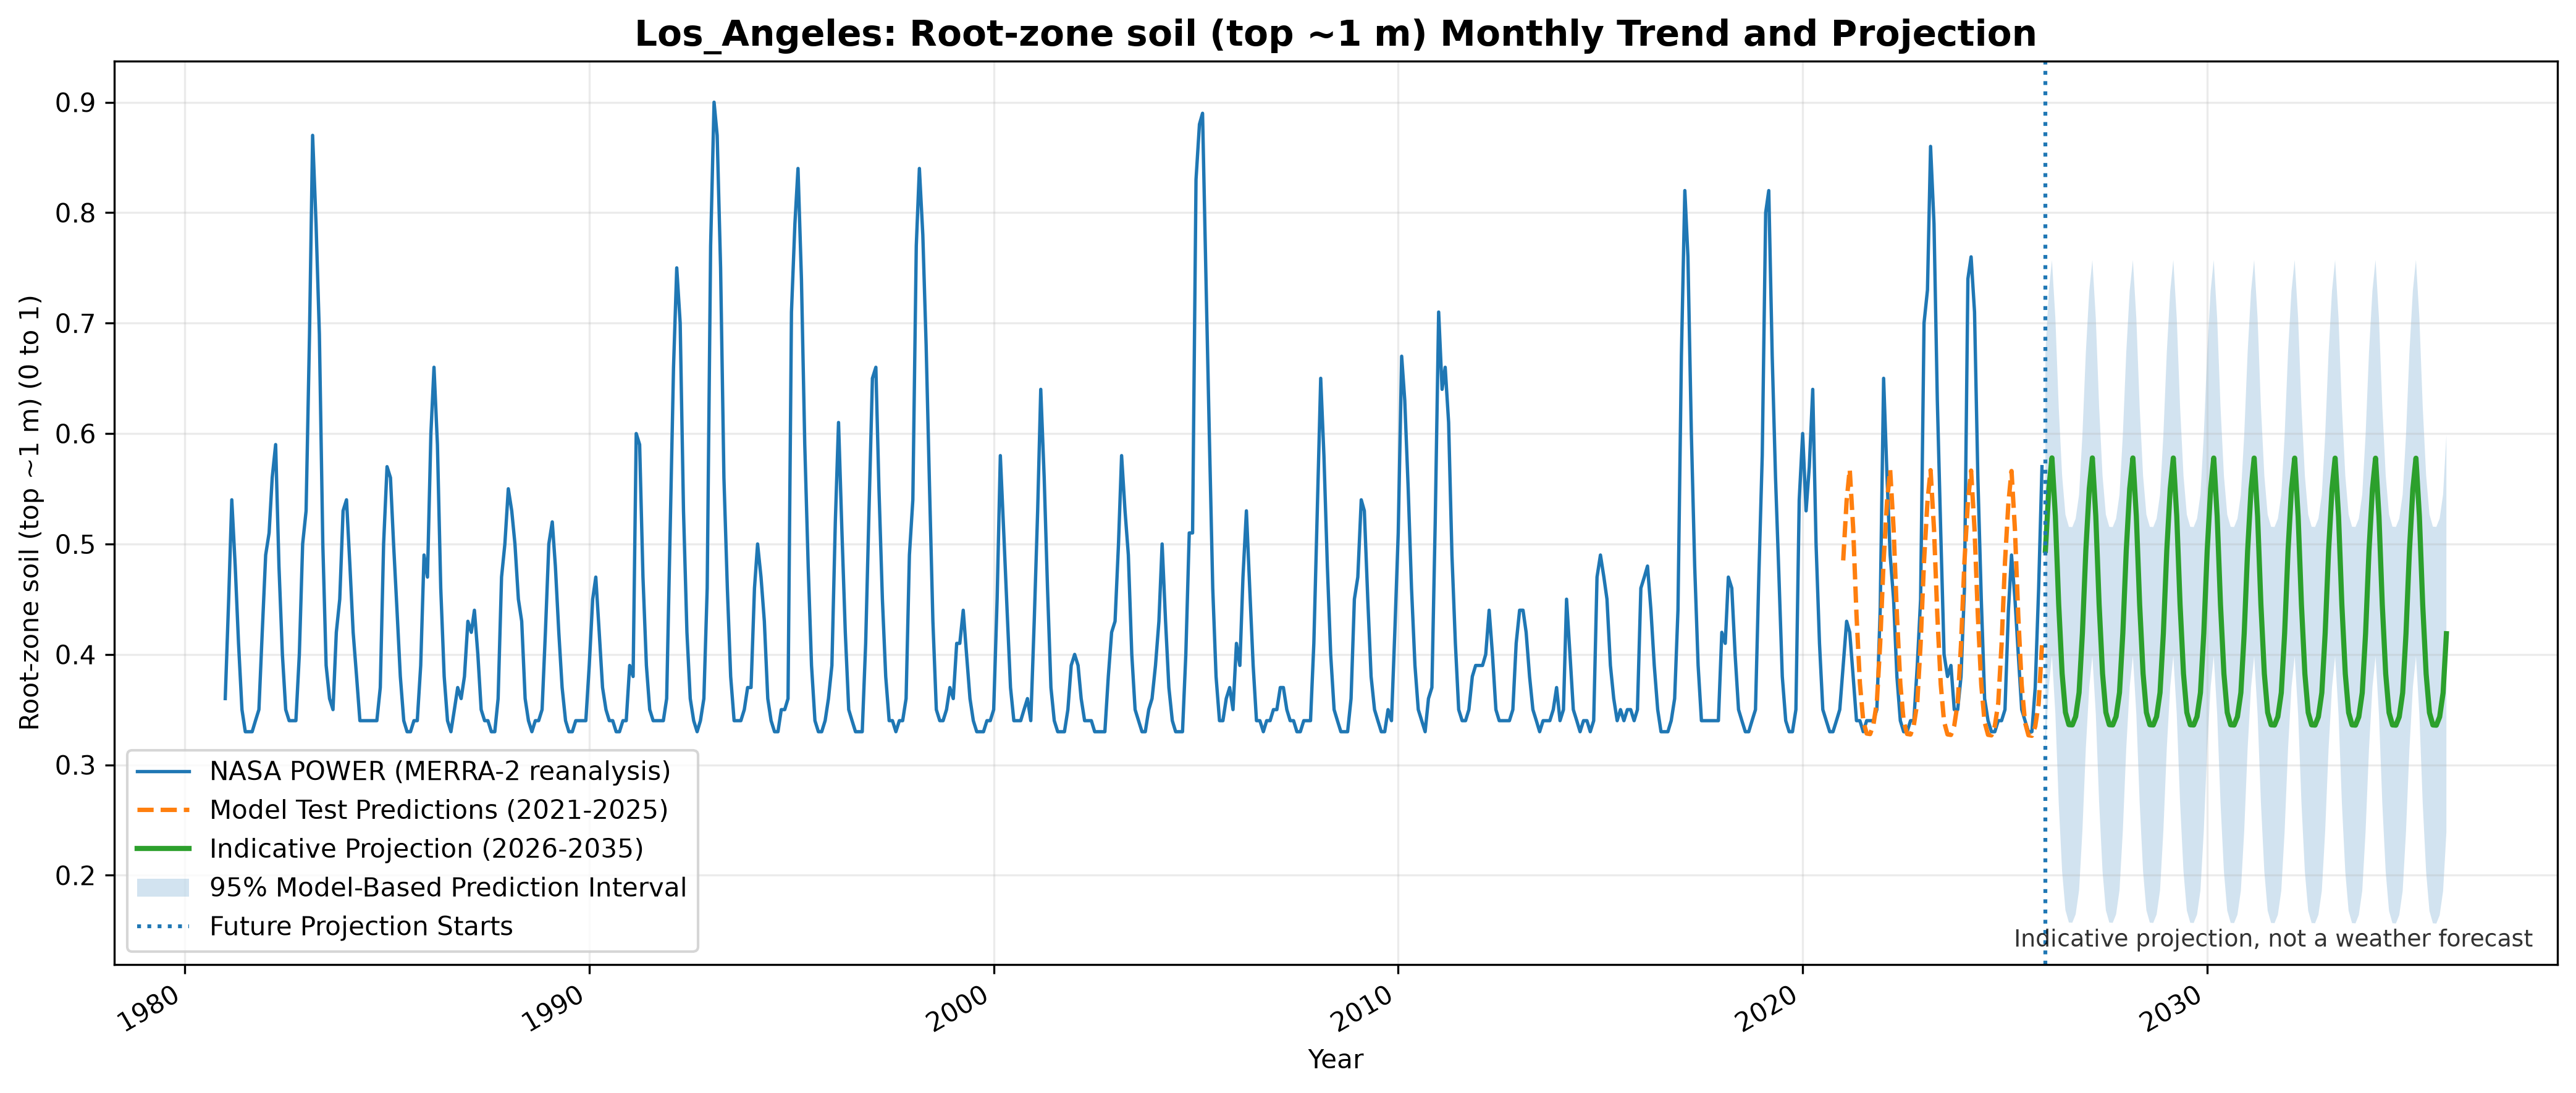 Los_Angeles: Root-zone soil (top ~1 m) Monthly Trend and Projection
Root-zone soil (top ~1 m) (0 to 1)
0.9
0.8
0.7
0.6
0.5
0.4
0.3
0.2
NASA POWER (MERRA-2 reanalysis)
Model Test Predictions (2021-2025)
Indicative Projection (2026-2035)
95% Model-Based Prediction Interval
Future Projection Starts
Indicative projection, not a weather forecast
1980
1990
2000
2010
2020
2030
Year